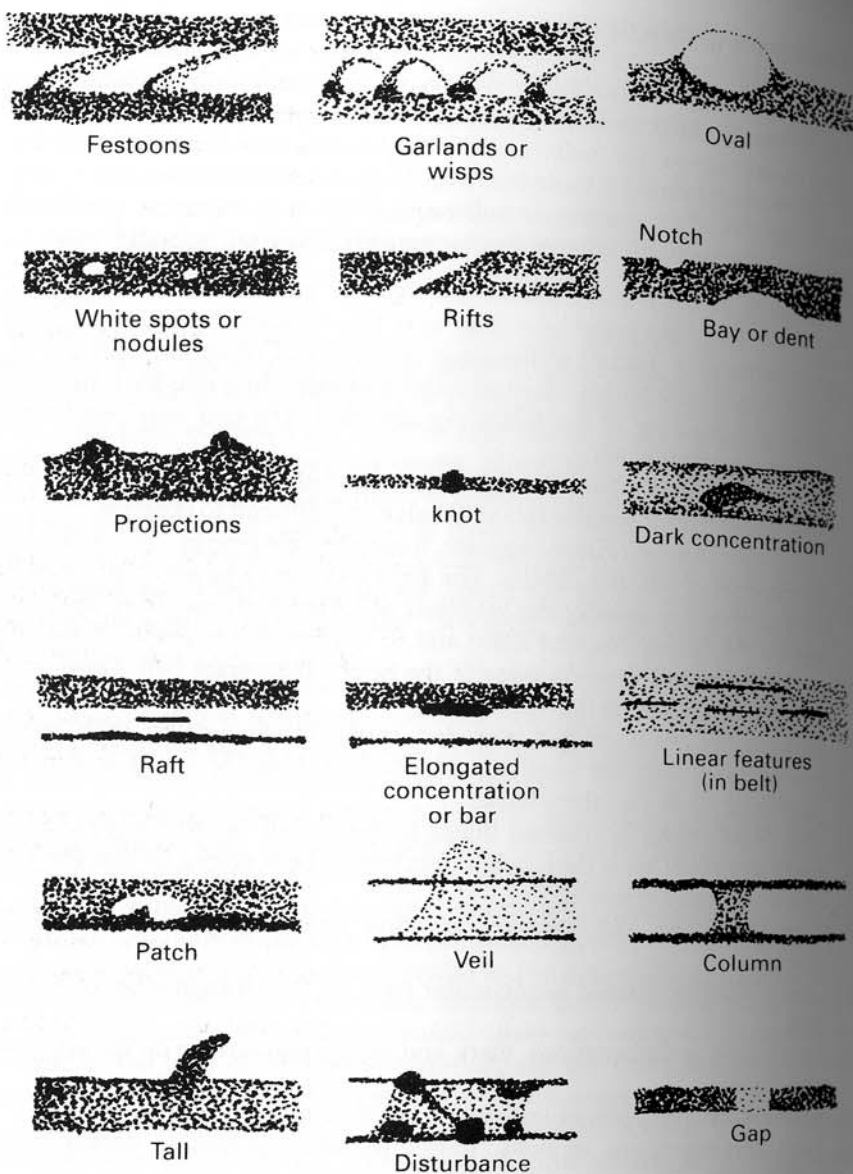 Festoons
Garlands or
wisps
Oval
White spots or
nodules
Rifts
Notch
Bay or dent
Projections
knot
Dark concentration
Raft
Elongated
concentration
or bar
Linear features
(in belt)
Patch
Veil
Column
Tall
Disturbance
Gap